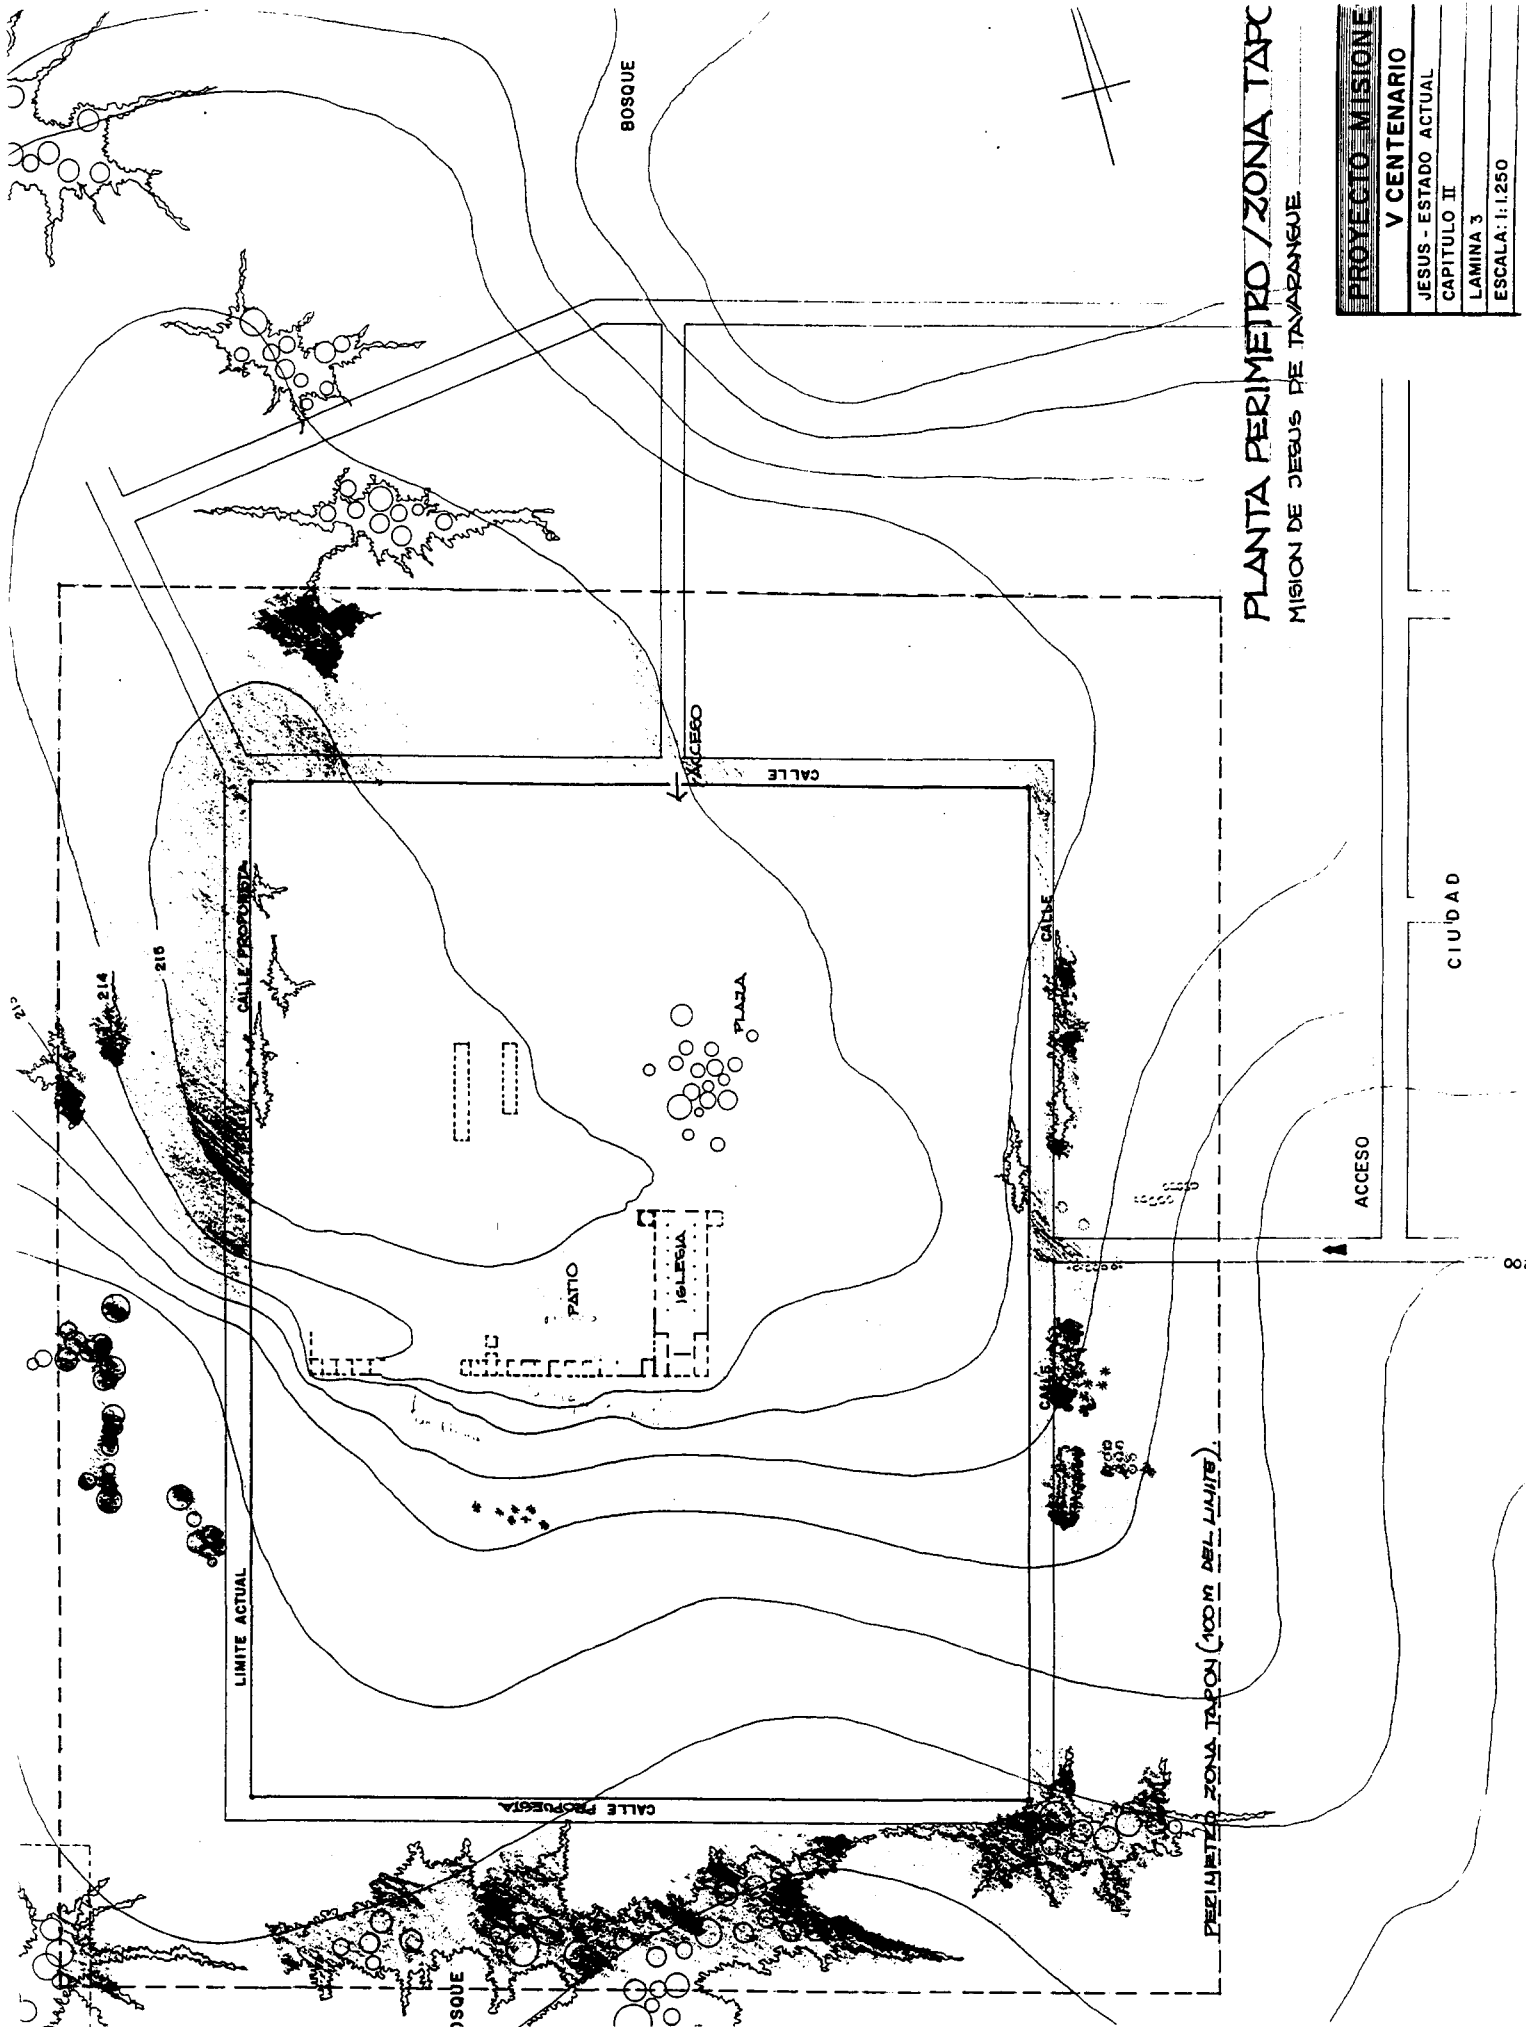 PLANTA PERIMETRO / ZONA TAPO
MISION DE JESUS DE TAVARANGUE
PROYECTO MISIONE
V CENTENARIO
JESUS - ESTADO ACTUAL
CAPITULO II
LAMINA 3
ESCALA: 1:1.250
BOSQUE
ACCESO
CALLE
CALLE PROPUESTA
215
214
PLAZA
CALLE
CIUDAD
ACCESO
PATIO
IGLESIA
CALLE
LIMITE ACTUAL
CALLE PROPUESTA
PERIMETRO ZONA TAPON (100M DEL LIMITE)
OSQUE